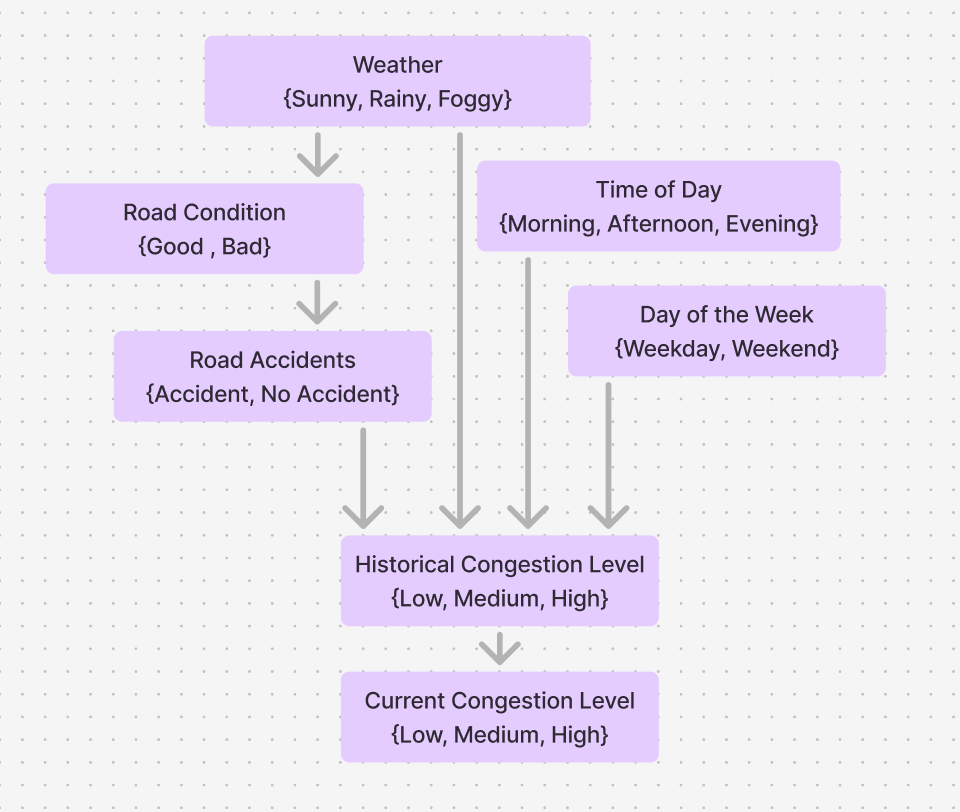 Weather
{Sunny, Rainy, Foggy}
Time of Day
{Morning, Afternoon, Evening}
Road Condition
{Good , Bad}
Day of the Week
{Weekday, Weekend}
Road Accidents
{Accident, No Accident}
Historical Congestion Level
{Low, Medium, High}
Current Congestion Level
{Low, Medium, High}